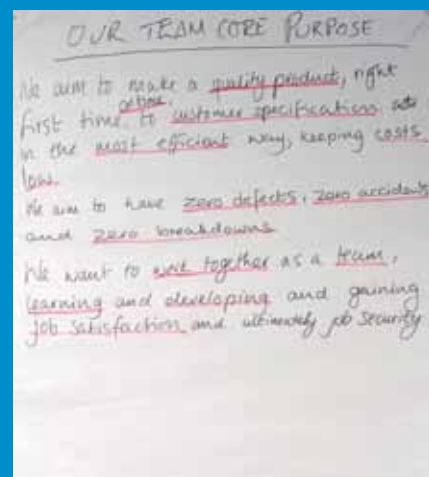 OUR TEAM CORE PURPOSE
We aim to make a quality product, right
on time,
first time, to customer specification
in the most efficient way, keeping costs
low.
We aim to have zero defects, zero accidents
and zero breakdowns
We want to work together as a team,
learning and developing and gaining
job satisfaction and ultimately job security